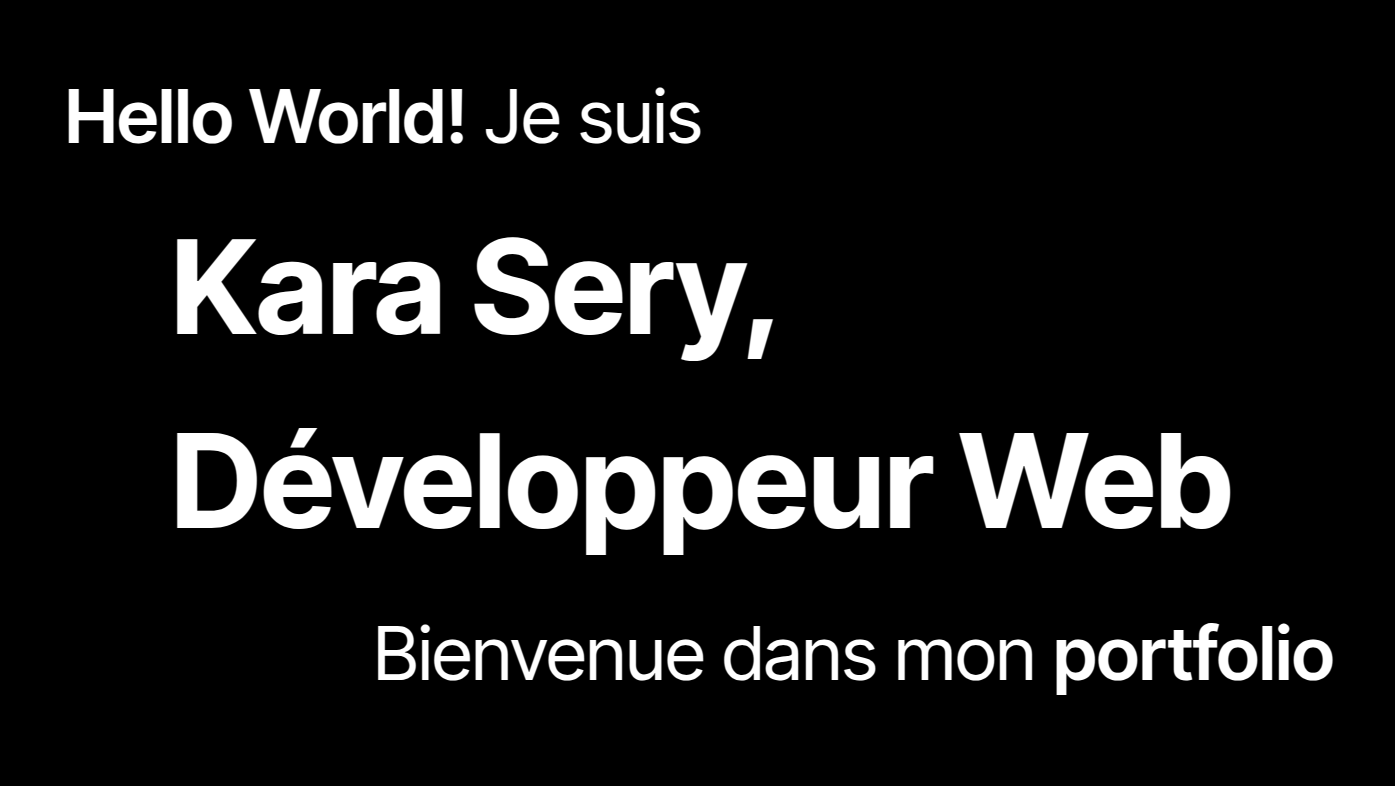 Hello World! Je suis
Kara Sery,
Développeur Web
Bienvenue dans mon portfolio